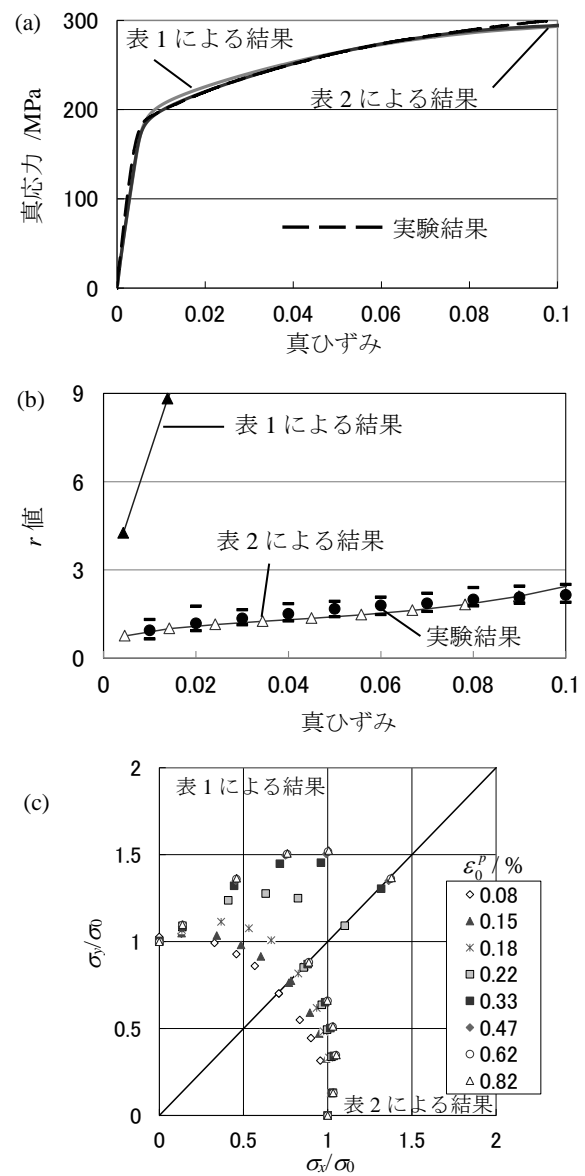 (a)
300
200
100
0
真応力 /MPa
表 1 による結果
表 2 による結果
実験結果
0 0.02 0.04 0.06 0.08 0.1
真ひずみ
(b)
9
6
3
0
r 値
表 1 による結果
表 2 による結果
実験結果
0 0.02 0.04 0.06 0.08 0.1
真ひずみ
(c)
2
1.5
1
0.5
0
σy/σ0
表 1 による結果
ε0^p / %
0.08
0.15
0.18
0.22
0.33
0.47
0.62
0.82
表 2 による結果
0 0.5 1 1.5 2
σx/σ0